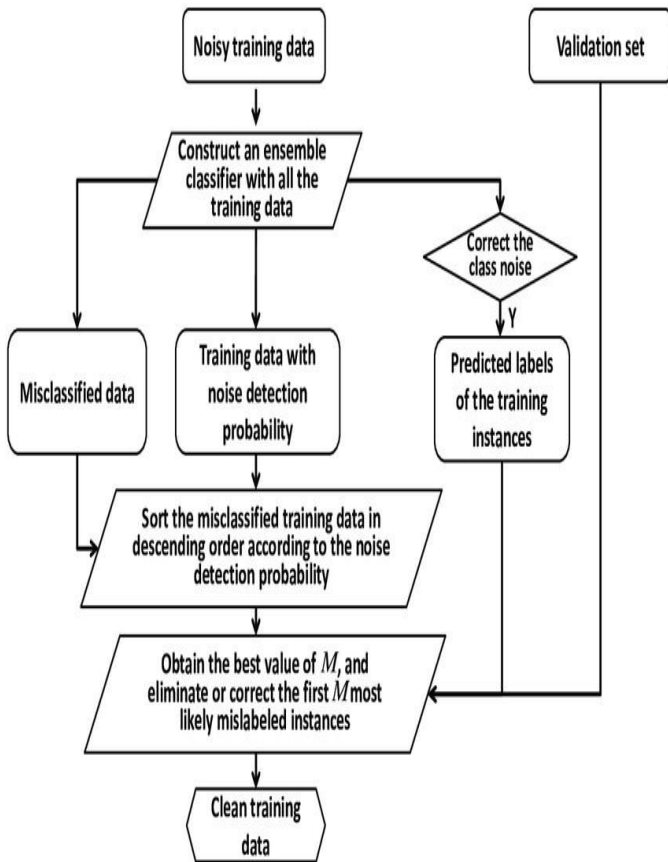 Noisy training data
Validation set
Construct an ensemble
classifier with all the
training data
Correct the
class noise
Y
Misclassified data
Training data with
noise detection
probability
Predicted labels
of the training
instances
Sort the misclassified training data in
descending order according to the noise
detection probability
Obtain the best value of M, and
eliminate or correct the first M most
likely mislabeled instances
Clean training
data